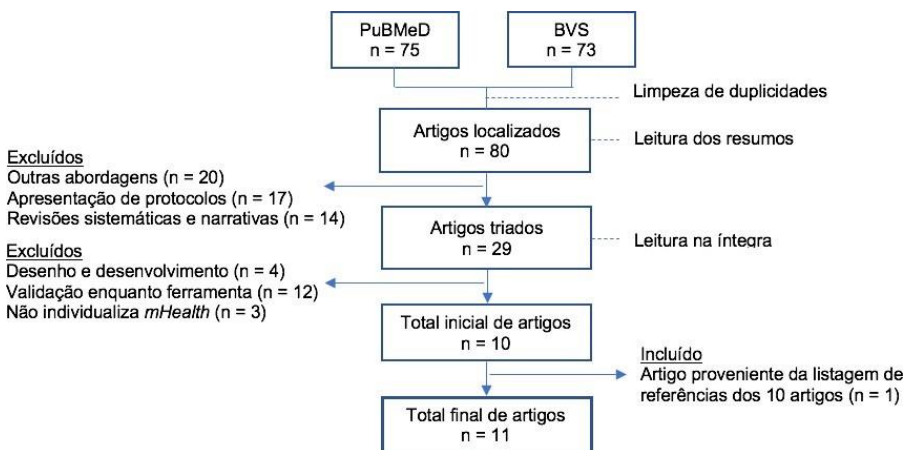 PuBMeD
n = 75
BVS
n = 73
Limpeza de duplicidades
Artigos localizados
n = 80
Leitura dos resumos
Excluídos
Outras abordagens (n = 20)
Apresentação de protocolos (n = 17)
Revisões sistemáticas e narrativas (n = 14)
Artigos triados
n = 29
Leitura na íntegra
Excluídos
Desenho e desenvolvimento (n = 4)
Validação enquanto ferramenta (n = 12)
Não individualiza mHealth (n = 3)
Total inicial de artigos
n = 10
Incluído
Artigo proveniente da listagem de
referências dos 10 artigos (n = 1)
Total final de artigos
n = 11